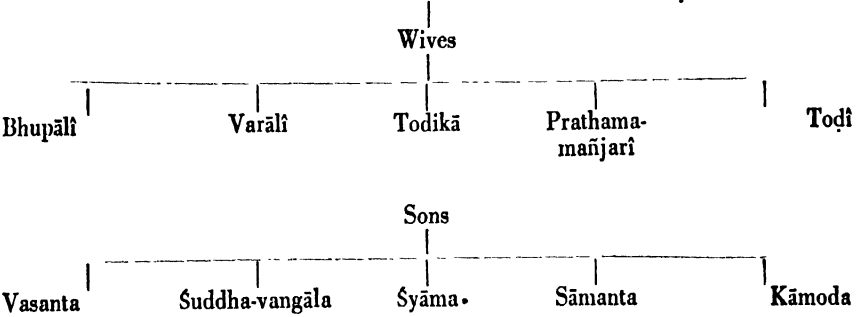 Wives
Bhupālî Varālî Todikā Prathama- Toḍî
mañjarî
Sons
Vasanta Śuddha-vangāla Śyāma. Sāmanta Kāmoda